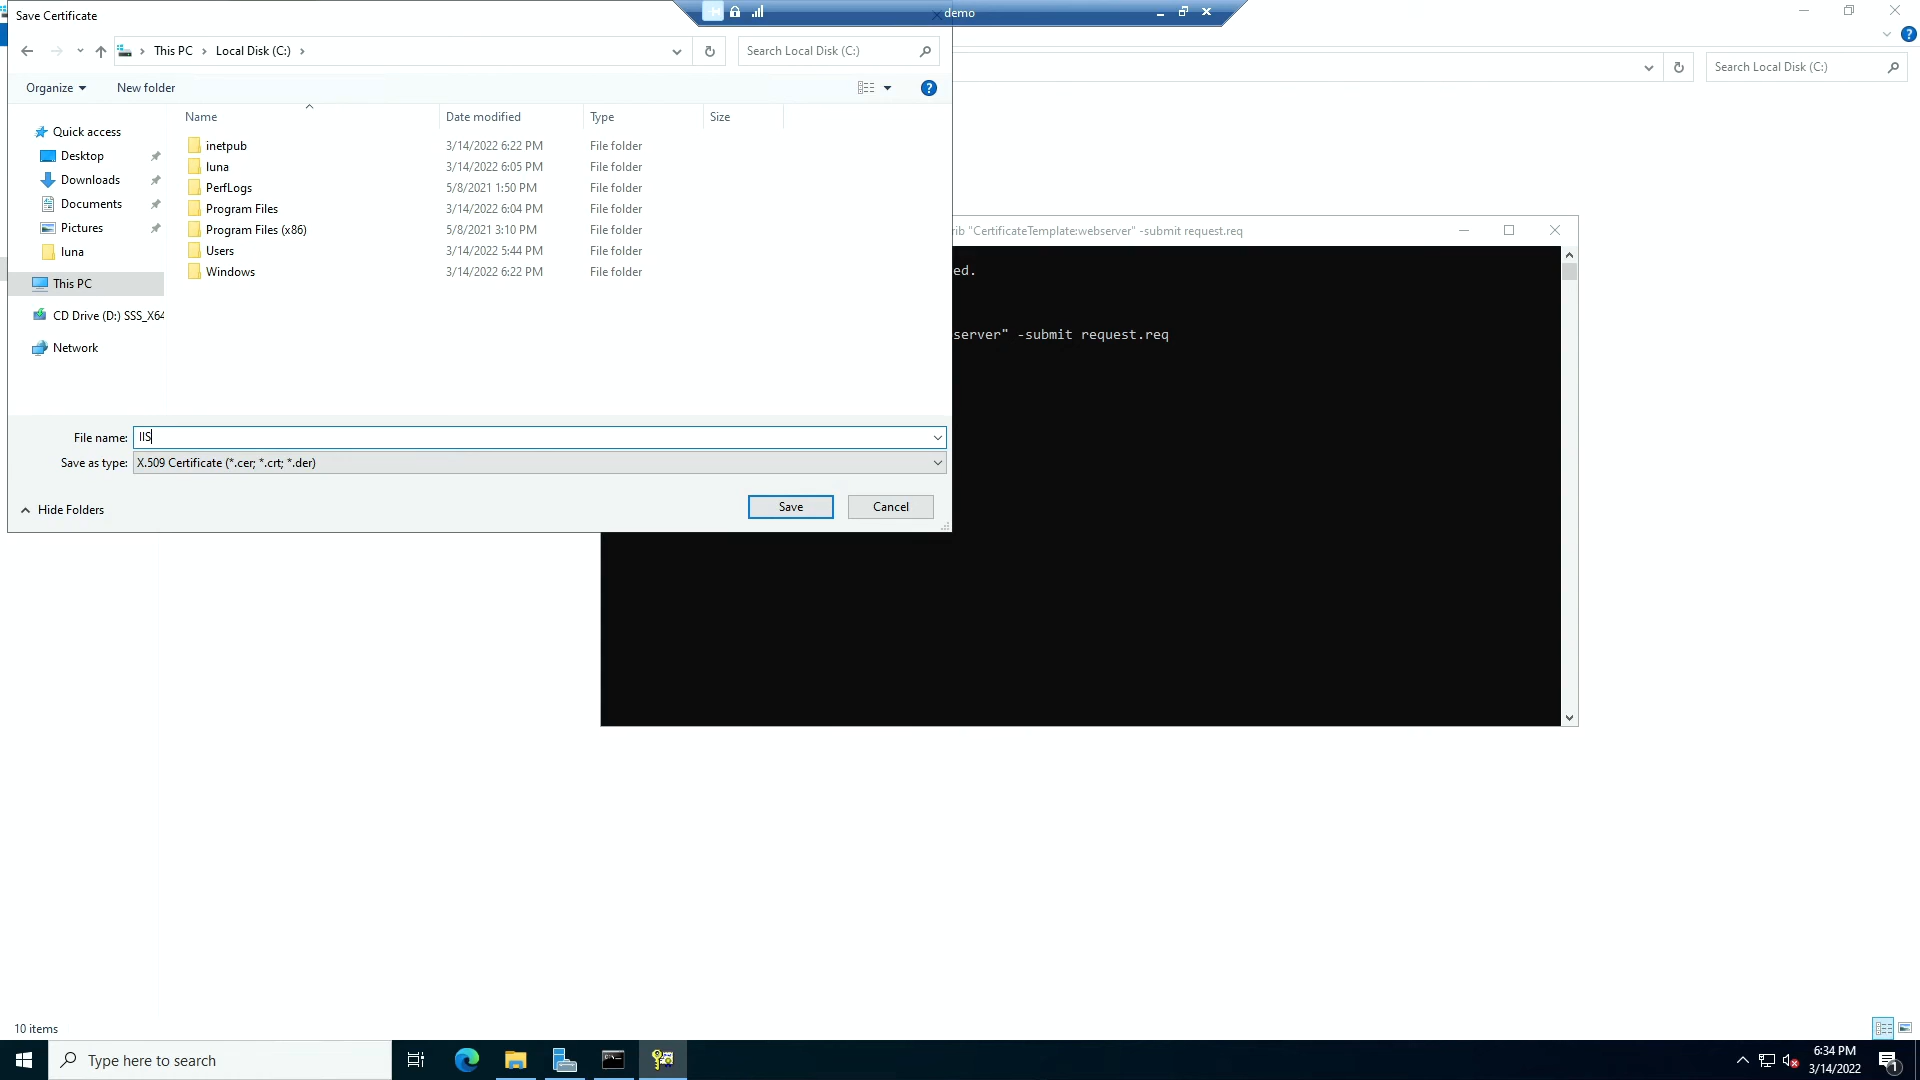 Save Certificate
demo
This PC
Local Disk (C:)
Search Local Disk (C:)
Search Local Disk (C:)
Organize
New folder
Name
Date modified
Type
Size
Quick access
Desktop
Downloads
Documents
Pictures
luna
This PC
CD Drive (D:) SSS_X64
Network
inetpub 3/14/2022 6:22 PM File folder
luna 3/14/2022 6:05 PM File folder
PerfLogs 5/8/2021 1:50 PM File folder
Program Files 3/14/2022 6:04 PM File folder
Program Files (x86) 5/8/2021 3:10 PM File folder
Users 3/14/2022 5:44 PM File folder
Windows 3/14/2022 6:22 PM File folder
rib "CertificateTemplate:webserver" -submit request.req
ed.
server" -submit request.req
File name: IIS
Save as type: X.509 Certificate (*.cer; *.crt; *.der)
Hide Folders
Save
Cancel
10 items
Type here to search
6:34 PM
3/14/2022
1